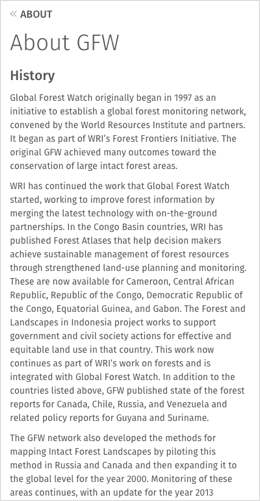 « ABOUT
About GFW
History
Global Forest Watch originally began in 1997 as an
initiative to establish a global forest monitoring network,
convened by the World Resources Institute and partners.
It began as part of WRI's Forest Frontiers Initiative. The
original GFW achieved many outcomes toward the
conservation of large intact forest areas.
WRI has continued the work that Global Forest Watch
started, working to improve forest information by
merging the latest technology with on-the-ground
partnerships. In the Congo Basin countries, WRI has
published Forest Atlases that help decision makers
achieve sustainable management of forest resources
through strengthened land-use planning and monitoring.
These are now available for Cameroon, Central African
Republic, Republic of the Congo, Democratic Republic of
the Congo, Equatorial Guinea, and Gabon. The Forest and
Landscapes in Indonesia project works to support
government and civil society actions for effective and
equitable land use in that country. This work now
continues as part of WRI's work on forests and is
integrated with Global Forest Watch. In addition to the
countries listed above, GFW published state of the forest
reports for Canada, Chile, Russia, and Venezuela and
related policy reports for Guyana and Suriname.
The GFW network also developed the methods for
mapping Intact Forest Landscapes by piloting this
method in Russia and Canada and then expanding it to
the global level for the year 2000. Monitoring of these
areas continues, with an update for the year 2013